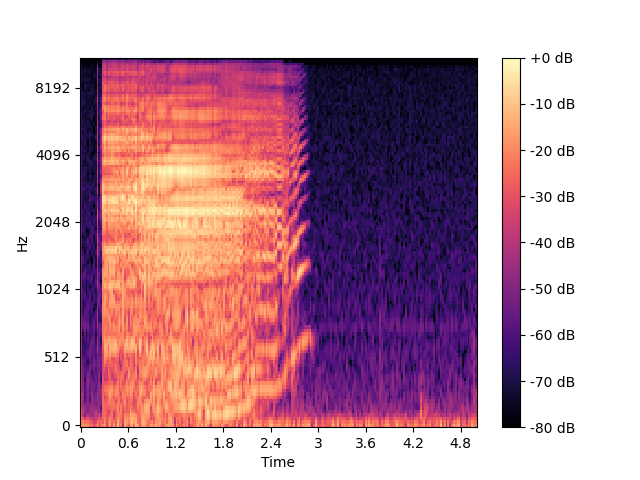 8192
4096
2048
1024
512
0
Hz
0 0.6 1.2 1.8 2.4 3 3.6 4.2 4.8
Time
+0 dB
-10 dB
-20 dB
-30 dB
-40 dB
-50 dB
-60 dB
-70 dB
-80 dB